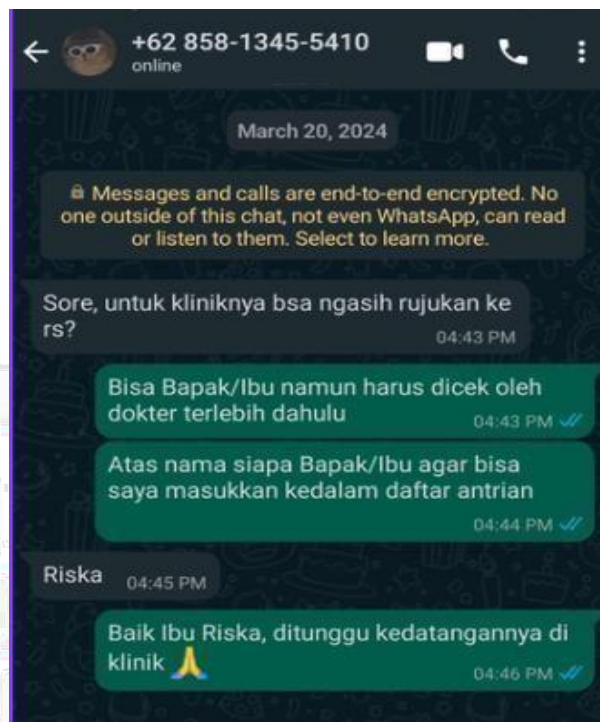 +62 858-1345-5410
online
March 20, 2024
Messages and calls are end-to-end encrypted. No
one outside of this chat, not even WhatsApp, can read
or listen to them. Select to learn more.
Sore, untuk kliniknya bsa ngasih rujukan ke
rs?
04:43 PM
Bisa Bapak/Ibu namun harus dicek oleh
dokter terlebih dahulu
04:43 PM
Atas nama siapa Bapak/Ibu agar bisa
saya masukkan kedalam daftar antrian
04:44 PM
Riska 04:45 PM
Baik Ibu Riska, ditunggu kedatangannya di
klinik 🙏
04:46 PM